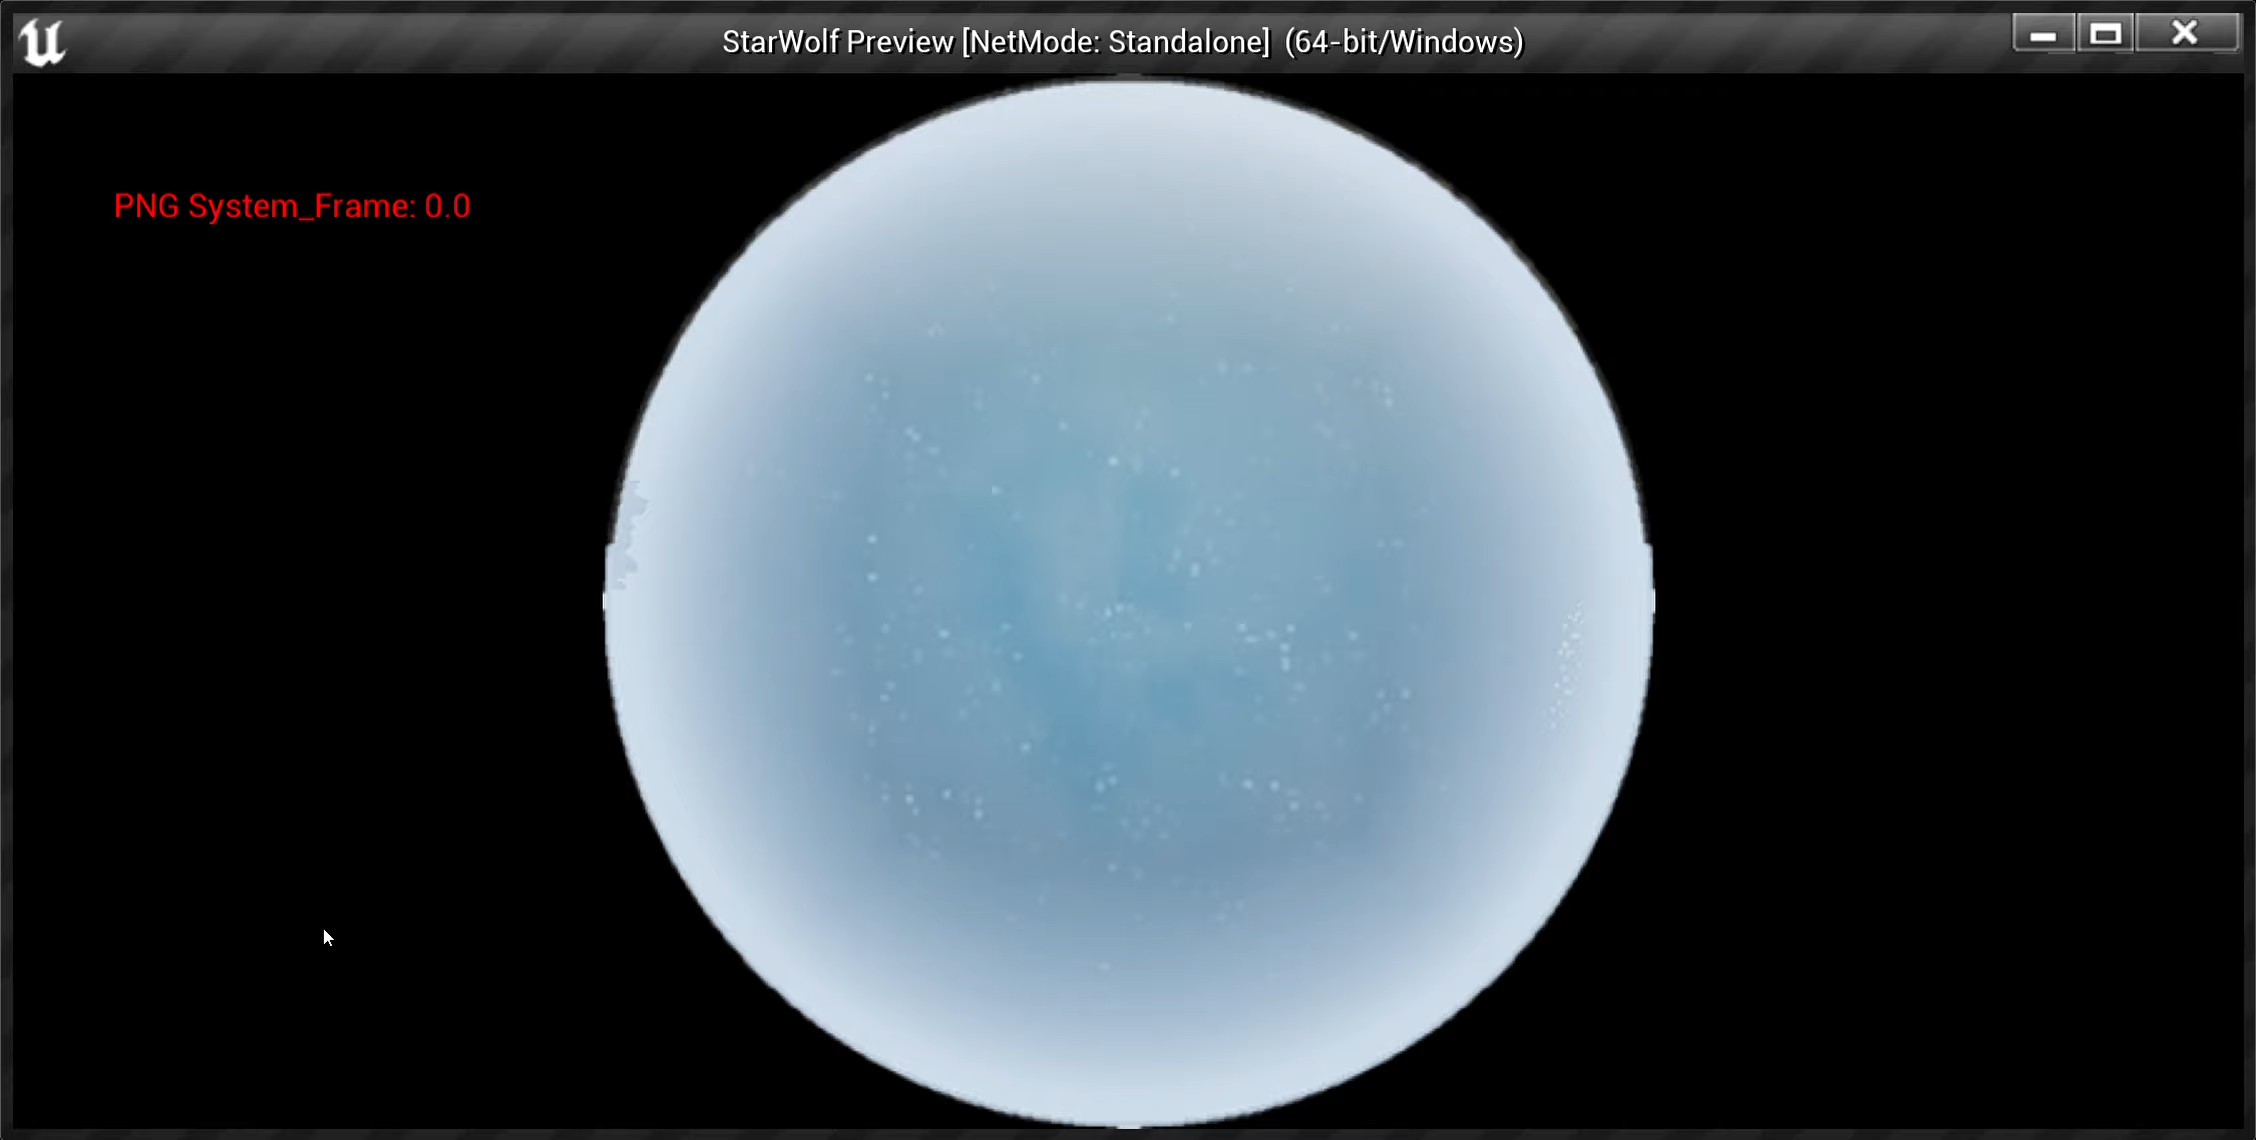 StarWolf Preview [NetMode: Standalone] (64-bit/Windows)
PNG System_Frame: 0.0